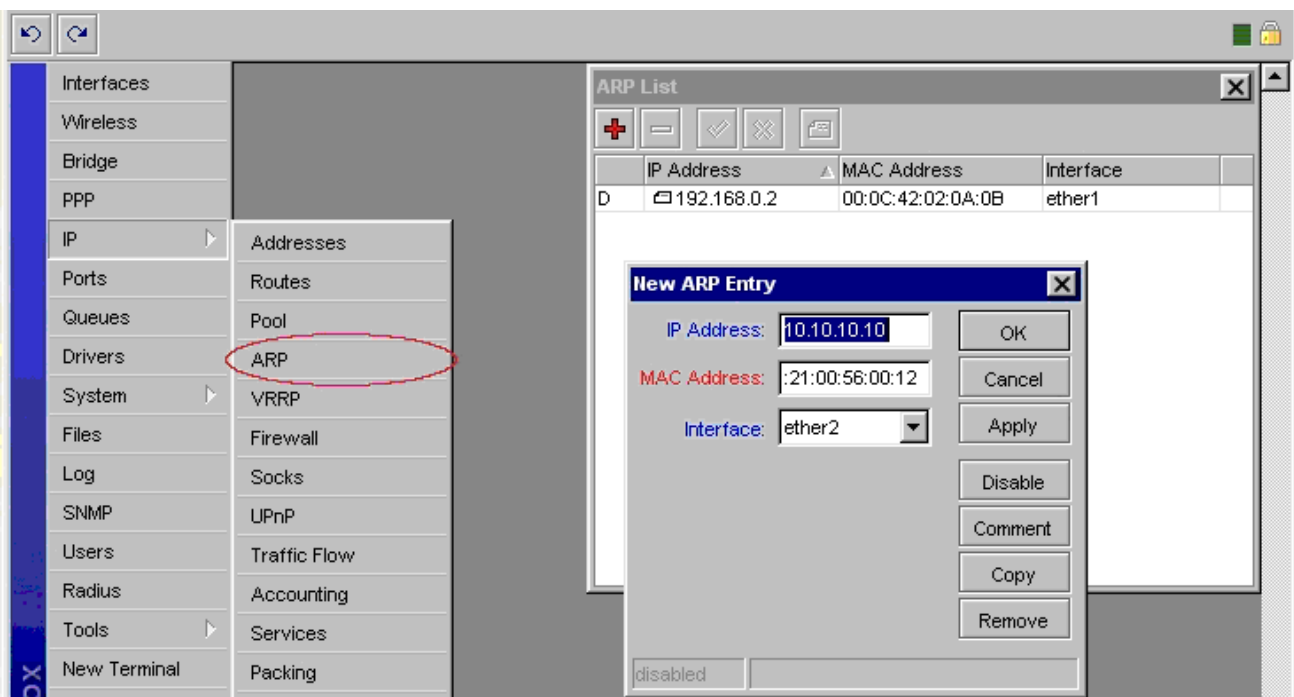 Interfaces
Wireless
Bridge
PPP
IP
Ports
Queues
Drivers
System
Files
Log
SNMP
Users
Radius
Tools
New Terminal
Addresses
Routes
Pool
ARP
VRRP
Firewall
Socks
UPnP
Traffic Flow
Accounting
Services
Packing
ARP List
IP Address MAC Address Interface
D 192.168.0.2 00:0C:42:02:0A:0B ether1
New ARP Entry
IP Address: 10.10.10.10
MAC Address: :21:00:56:00:12
Interface: ether2
OK
Cancel
Apply
Disable
Comment
Copy
Remove
disabled